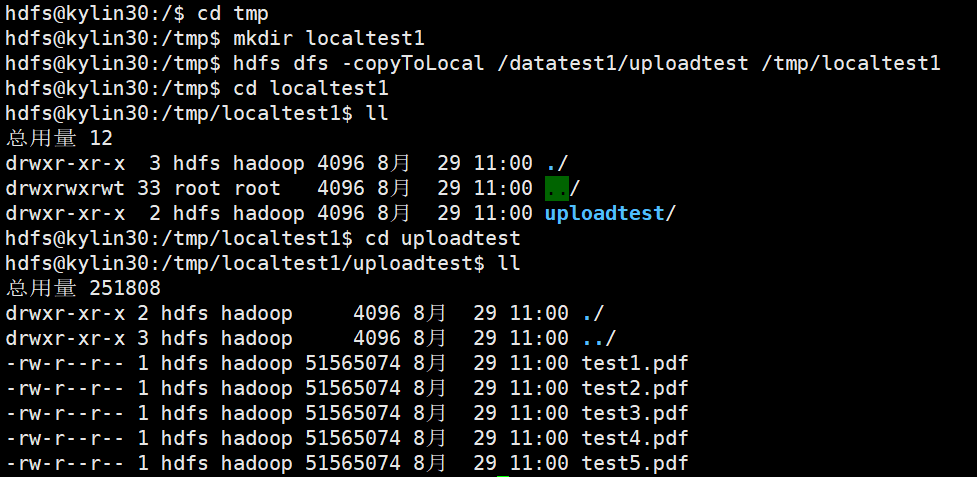 hdfs@kylin30:/$ cd tmp
hdfs@kylin30:/tmp$ mkdir localtest1
hdfs@kylin30:/tmp$ hdfs dfs -copyToLocal /datatest1/uploadtest /tmp/localtest1
hdfs@kylin30:/tmp$ cd localtest1
hdfs@kylin30:/tmp/localtest1$ ll
总用量 12
drwxr-xr-x  3 hdfs hadoop 4096 8月  29 11:00 ./
drwxrwxrwt 33 root root   4096 8月  29 11:00 ../
drwxr-xr-x  2 hdfs hadoop 4096 8月  29 11:00 uploadtest/
hdfs@kylin30:/tmp/localtest1$ cd uploadtest
hdfs@kylin30:/tmp/localtest1/uploadtest$ ll
总用量 251808
drwxr-xr-x 2 hdfs hadoop     4096 8月  29 11:00 ./
drwxr-xr-x 3 hdfs hadoop     4096 8月  29 11:00 ../
-rw-r--r-- 1 hdfs hadoop 51565074 8月  29 11:00 test1.pdf
-rw-r--r-- 1 hdfs hadoop 51565074 8月  29 11:00 test2.pdf
-rw-r--r-- 1 hdfs hadoop 51565074 8月  29 11:00 test3.pdf
-rw-r--r-- 1 hdfs hadoop 51565074 8月  29 11:00 test4.pdf
-rw-r--r-- 1 hdfs hadoop 51565074 8月  29 11:00 test5.pdf